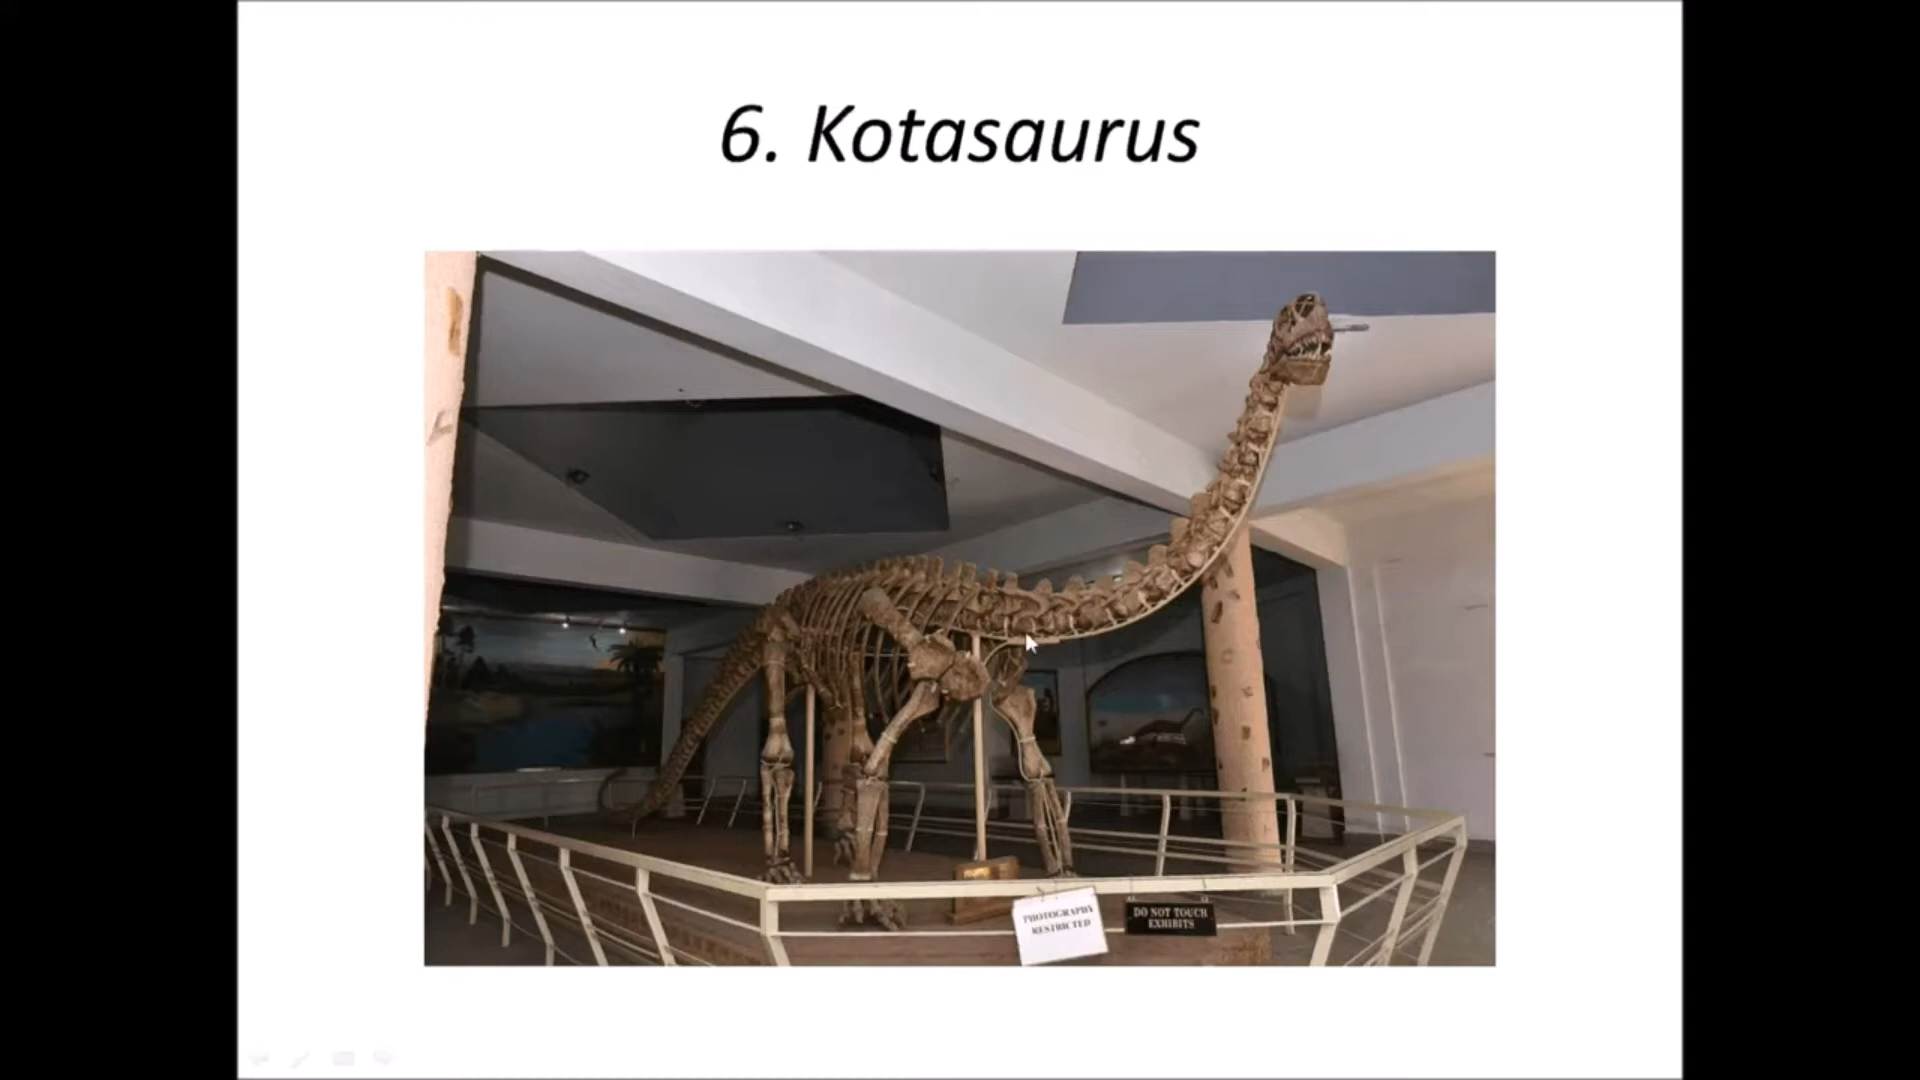 6. Kotasaurus
PHOTOGRAPHY
RESTRICTED
DO NOT TOUCH
EXHIBITS